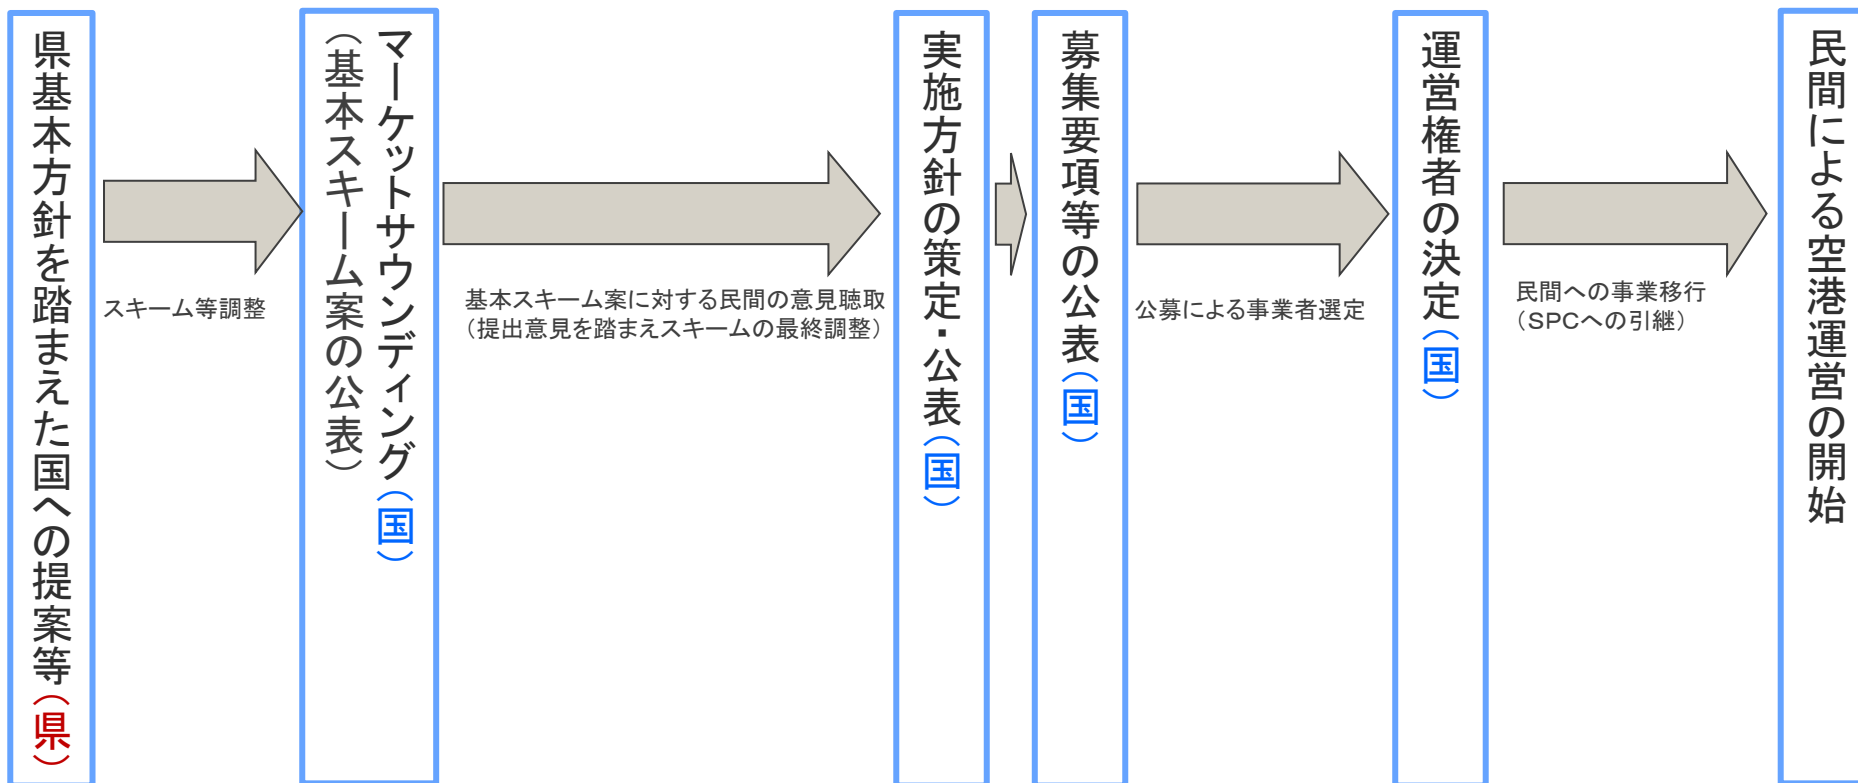 県基本方針を踏まえた国への提案等（県）
スキーム等調整
マーケットサウンディング（国）
（基本スキーム案の公表）
基本スキーム案に対する民間の意見聴取
（提出意見を踏まえスキームの最終調整）
実施方針の策定・公表（国）
募集要項等の公表（国）
公募による事業者選定
運営権者の決定（国）
民間への事業移行
（SPCへの引継）
民間による空港運営の開始